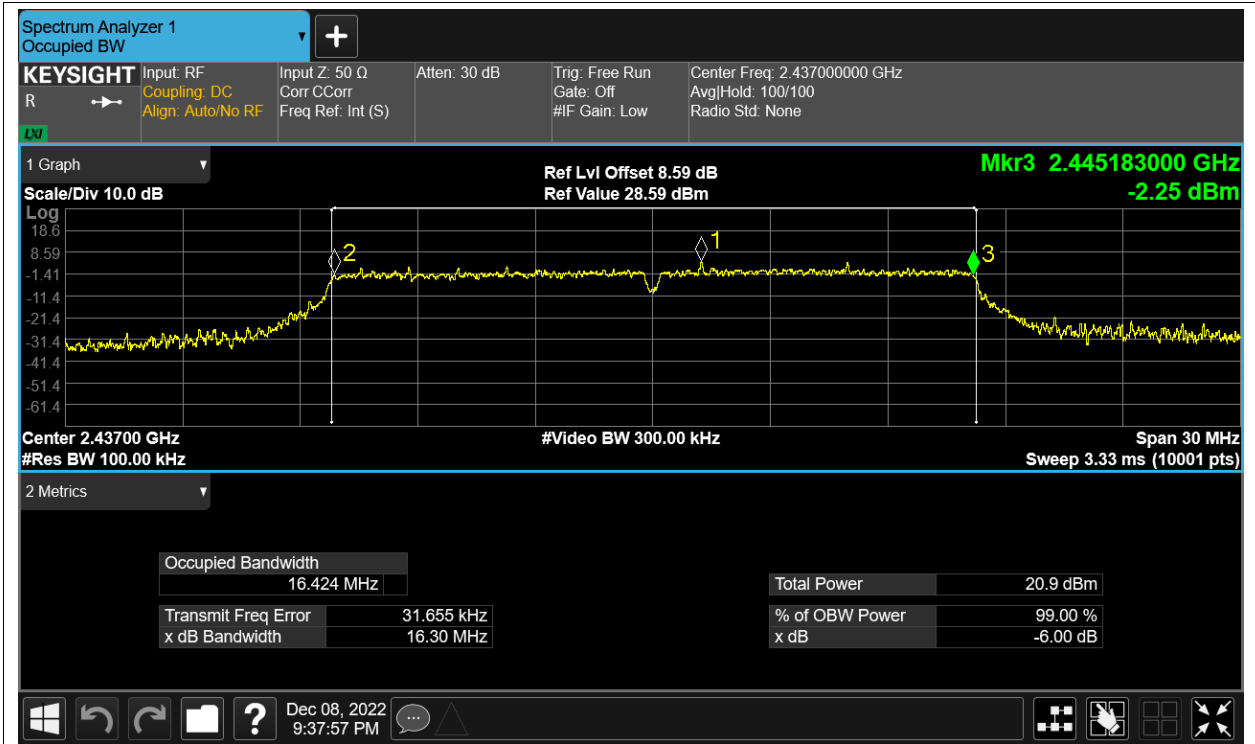 Spectrum Analyzer 1
Occupied BW
KEYSIGHT
R
LXI
Input: RF
Coupling: DC
Align: Auto/No RF
Input Z: 50 Ω
Corr CCorr
Freq Ref: Int (S)
Atten: 30 dB
Trig: Free Run
Gate: Off
#IF Gain: Low
Center Freq: 2.437000000 GHz
Avg|Hold: 100/100
Radio Std: None
1 Graph
Scale/Div 10.0 dB
Ref Lvl Offset 8.59 dB
Ref Value 28.59 dBm
Mkr3 2.445183000 GHz
-2.25 dBm
Log
18.6
8.59
-1.41
-11.4
-21.4
-31.4
-41.4
-51.4
-61.4
2
1
3
Center 2.43700 GHz
#Video BW 300.00 kHz
Span 30 MHz
#Res BW 100.00 kHz
Sweep 3.33 ms (10001 pts)
2 Metrics
Occupied Bandwidth
16.424 MHz
Transmit Freq Error 31.655 kHz
x dB Bandwidth 16.30 MHz
Total Power 20.9 dBm
% of OBW Power 99.00 %
x dB -6.00 dB
?
Dec 08, 2022
9:37:57 PM